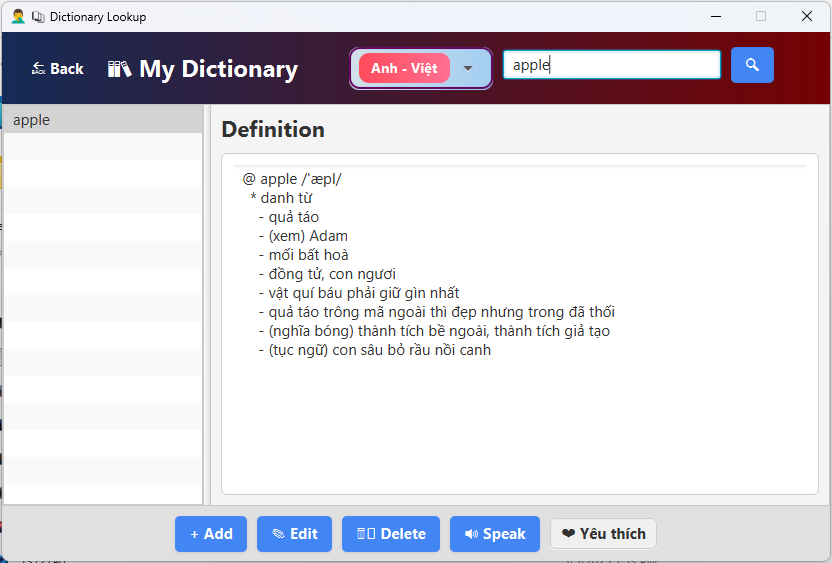 Dictionary Lookup
BACK Back
My Dictionary
Anh - Việt
apple
apple
Definition
@ apple /'æpl/
* danh từ
- quả táo
- (xem) Adam
- mối bất hoà
- đồng tử, con ngươi
- vật quí báu phải giữ gìn nhất
- quả táo trông mã ngoài thì đẹp nhưng trong đã thối
- (nghĩa bóng) thành tích bề ngoài, thành tích giả tạo
- (tục ngữ) con sâu bỏ rầu nồi canh
+ Add
Edit
Delete
Speak
❤ Yêu thích